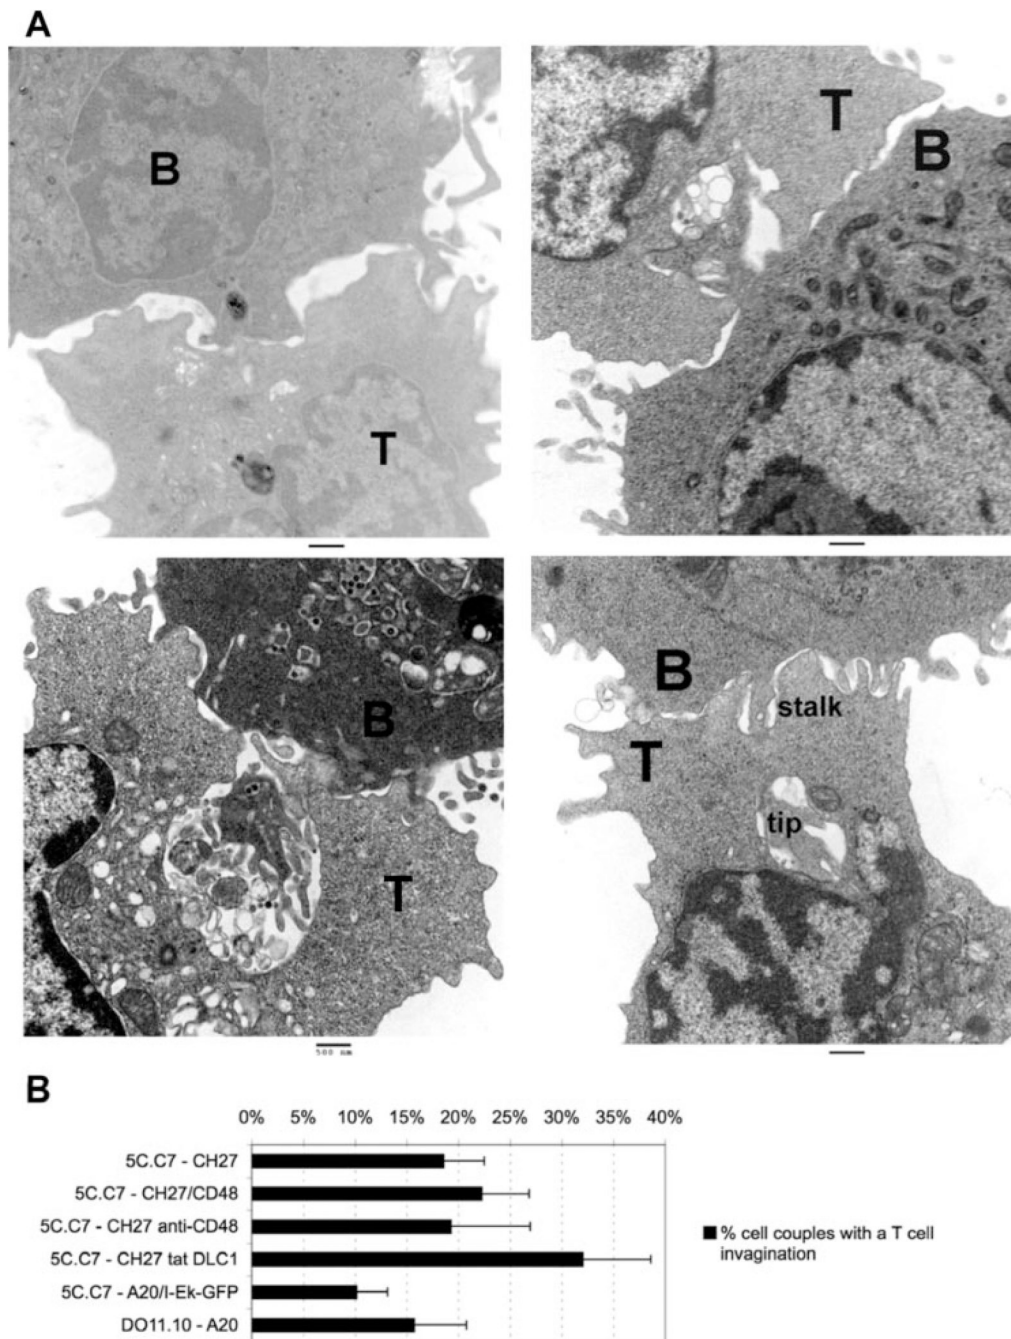 A
B
T
T
B
B
T
500 nm
B
stalk
T
tip
B
0% 5% 10% 15% 20% 25% 30% 35% 40%
5C.C7 - CH27
5C.C7 - CH27/CD48
5C.C7 - CH27 anti-CD48
5C.C7 - CH27 tat DLC1
5C.C7 - A20/I-Ek-GFP
DO11.10 - A20
% cell couples with a T cell
invagination